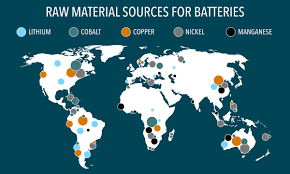 RAW MATERIAL SOURCES FOR BATTERIES
LITHIUM COBALT COPPER NICKEL MANGANESE